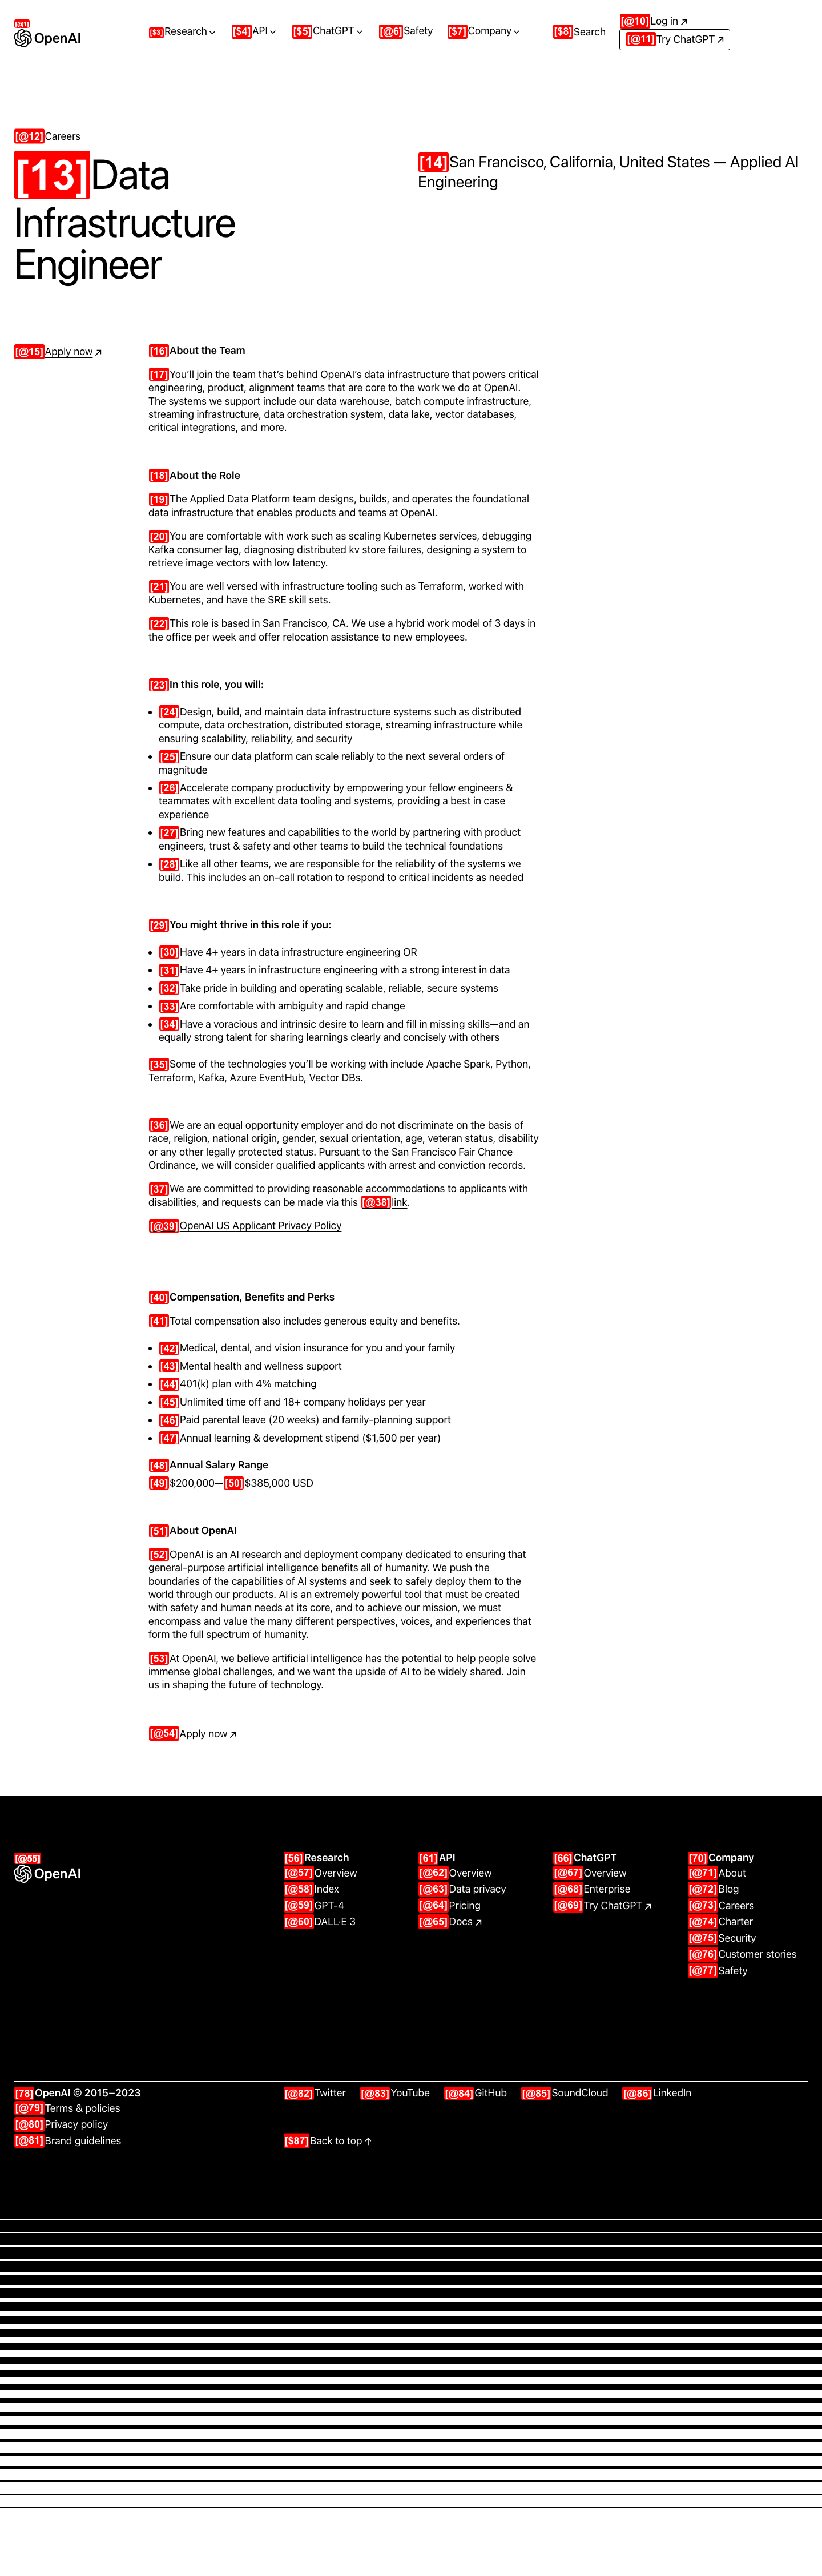 [@1]
OpenAI
[$3]Research
[$4]API
[$5]ChatGPT
[@6]Safety
[$7]Company
[$8]Search
[@10]Log in ↗
[@11]Try ChatGPT ↗
[@12]Careers
[13]Data
Infrastructure
Engineer
[14]San Francisco, California, United States — Applied AI
Engineering
[@15]Apply now ↗
[16]About the Team
[17]You’ll join the team that’s behind OpenAI’s data infrastructure that powers critical
engineering, product, alignment teams that are core to the work we do at OpenAI.
The systems we support include our data warehouse, batch compute infrastructure,
streaming infrastructure, data orchestration system, data lake, vector databases,
critical integrations, and more.
[18]About the Role
[19]The Applied Data Platform team designs, builds, and operates the foundational
data infrastructure that enables products and teams at OpenAI.
[20]You are comfortable with work such as scaling Kubernetes services, debugging
Kafka consumer lag, diagnosing distributed kv store failures, designing a system to
retrieve image vectors with low latency.
[21]You are well versed with infrastructure tooling such as Terraform, worked with
Kubernetes, and have the SRE skill sets.
[22]This role is based in San Francisco, CA. We use a hybrid work model of 3 days in
the office per week and offer relocation assistance to new employees.
[23]In this role, you will:
• [24]Design, build, and maintain data infrastructure systems such as distributed
compute, data orchestration, distributed storage, streaming infrastructure while
ensuring scalability, reliability, and security
• [25]Ensure our data platform can scale reliably to the next several orders of
magnitude
• [26]Accelerate company productivity by empowering your fellow engineers &
teammates with excellent data tooling and systems, providing a best in case
experience
• [27]Bring new features and capabilities to the world by partnering with product
engineers, trust & safety and other teams to build the technical foundations
• [28]Like all other teams, we are responsible for the reliability of the systems we
build. This includes an on-call rotation to respond to critical incidents as needed
[29]You might thrive in this role if you:
• [30]Have 4+ years in data infrastructure engineering OR
• [31]Have 4+ years in infrastructure engineering with a strong interest in data
• [32]Take pride in building and operating scalable, reliable, secure systems
• [33]Are comfortable with ambiguity and rapid change
• [34]Have a voracious and intrinsic desire to learn and fill in missing skills—and an
equally strong talent for sharing learnings clearly and concisely with others
[35]Some of the technologies you’ll be working with include Apache Spark, Python,
Terraform, Kafka, Azure EventHub, Vector DBs.
[36]We are an equal opportunity employer and do not discriminate on the basis of
race, religion, national origin, gender, sexual orientation, age, veteran status, disability
or any other legally protected status. Pursuant to the San Francisco Fair Chance
Ordinance, we will consider qualified applicants with arrest and conviction records.
[37]We are committed to providing reasonable accommodations to applicants with
disabilities, and requests can be made via this [@38]link.
[@39]OpenAI US Applicant Privacy Policy
[40]Compensation, Benefits and Perks
[41]Total compensation also includes generous equity and benefits.
• [42]Medical, dental, and vision insurance for you and your family
• [43]Mental health and wellness support
• [44]401(k) plan with 4% matching
• [45]Unlimited time off and 18+ company holidays per year
• [46]Paid parental leave (20 weeks) and family-planning support
• [47]Annual learning & development stipend ($1,500 per year)
[48]Annual Salary Range
[49]$200,000—[50]$385,000 USD
[51]About OpenAI
[52]OpenAI is an AI research and deployment company dedicated to ensuring that
general-purpose artificial intelligence benefits all of humanity. We push the
boundaries of the capabilities of AI systems and seek to safely deploy them to the
world through our products. AI is an extremely powerful tool that must be created
with safety and human needs at its core, and to achieve our mission, we must
encompass and value the many different perspectives, voices, and experiences that
form the full spectrum of humanity.
[53]At OpenAI, we believe artificial intelligence has the potential to help people solve
immense global challenges, and we want the upside of AI to be widely shared. Join
us in shaping the future of technology.
[@54]Apply now ↗
[@55]
OpenAI
[56]Research
[@57]Overview
[@58]Index
[@59]GPT-4
[@60]DALL·E 3
[61]API
[@62]Overview
[@63]Data privacy
[@64]Pricing
[@65]Docs ↗
[66]ChatGPT
[@67]Overview
[@68]Enterprise
[@69]Try ChatGPT ↗
[70]Company
[@71]About
[@72]Blog
[@73]Careers
[@74]Charter
[@75]Security
[@76]Customer stories
[@77]Safety
[78]OpenAI © 2015–2023
[@79]Terms & policies
[@80]Privacy policy
[@81]Brand guidelines
[@82]Twitter
[@83]YouTube
[@84]GitHub
[@85]SoundCloud
[@86]LinkedIn
[$87]Back to top ↑